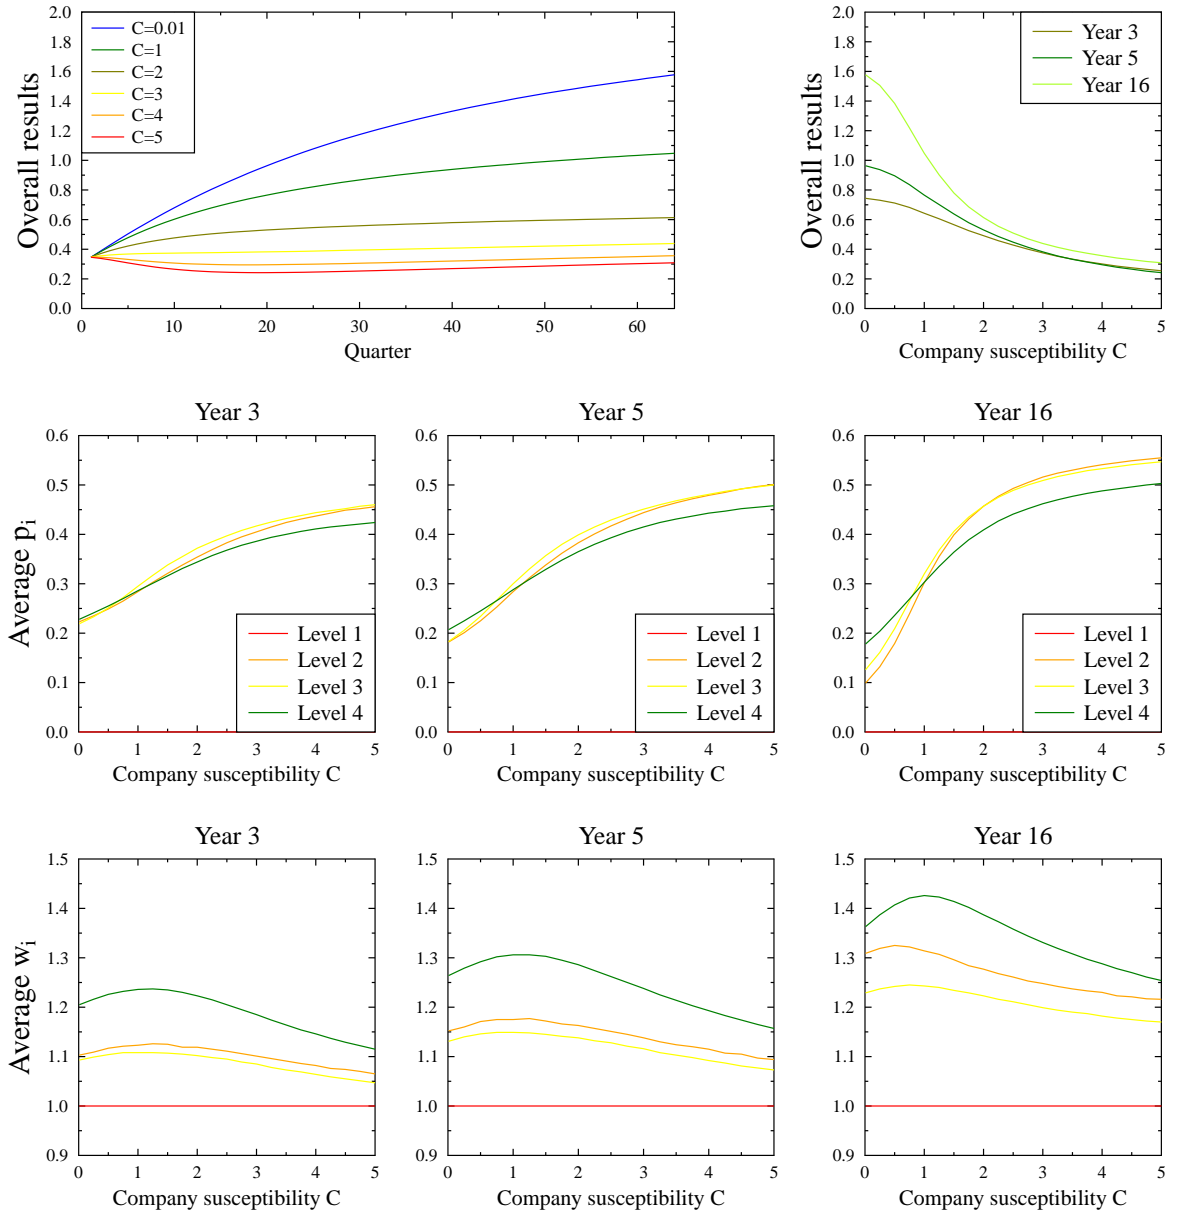 Overall results
2.0
1.8
1.6
1.4
1.2
1.0
0.8
0.6
0.4
0.2
0.0
C=0.01
C=1
C=2
C=3
C=4
C=5
0 10 20 30 40 50 60
Quarter
Overall results
2.0
1.8
1.6
1.4
1.2
1.0
0.8
0.6
0.4
0.2
0.0
Year 3
Year 5
Year 16
0 1 2 3 4 5
Company susceptibility C
Average p_i
Year 3
0.6
0.5
0.4
0.3
0.2
0.1
0.0
Level 1
Level 2
Level 3
Level 4
0 1 2 3 4 5
Company susceptibility C
Year 5
0.6
0.5
0.4
0.3
0.2
0.1
0.0
Level 1
Level 2
Level 3
Level 4
0 1 2 3 4 5
Company susceptibility C
Year 16
0.6
0.5
0.4
0.3
0.2
0.1
0.0
Level 1
Level 2
Level 3
Level 4
0 1 2 3 4 5
Company susceptibility C
Average w_i
Year 3
1.5
1.4
1.3
1.2
1.1
1.0
0.9
0 1 2 3 4 5
Company susceptibility C
Year 5
1.5
1.4
1.3
1.2
1.1
1.0
0.9
0 1 2 3 4 5
Company susceptibility C
Year 16
1.5
1.4
1.3
1.2
1.1
1.0
0.9
0 1 2 3 4 5
Company susceptibility C